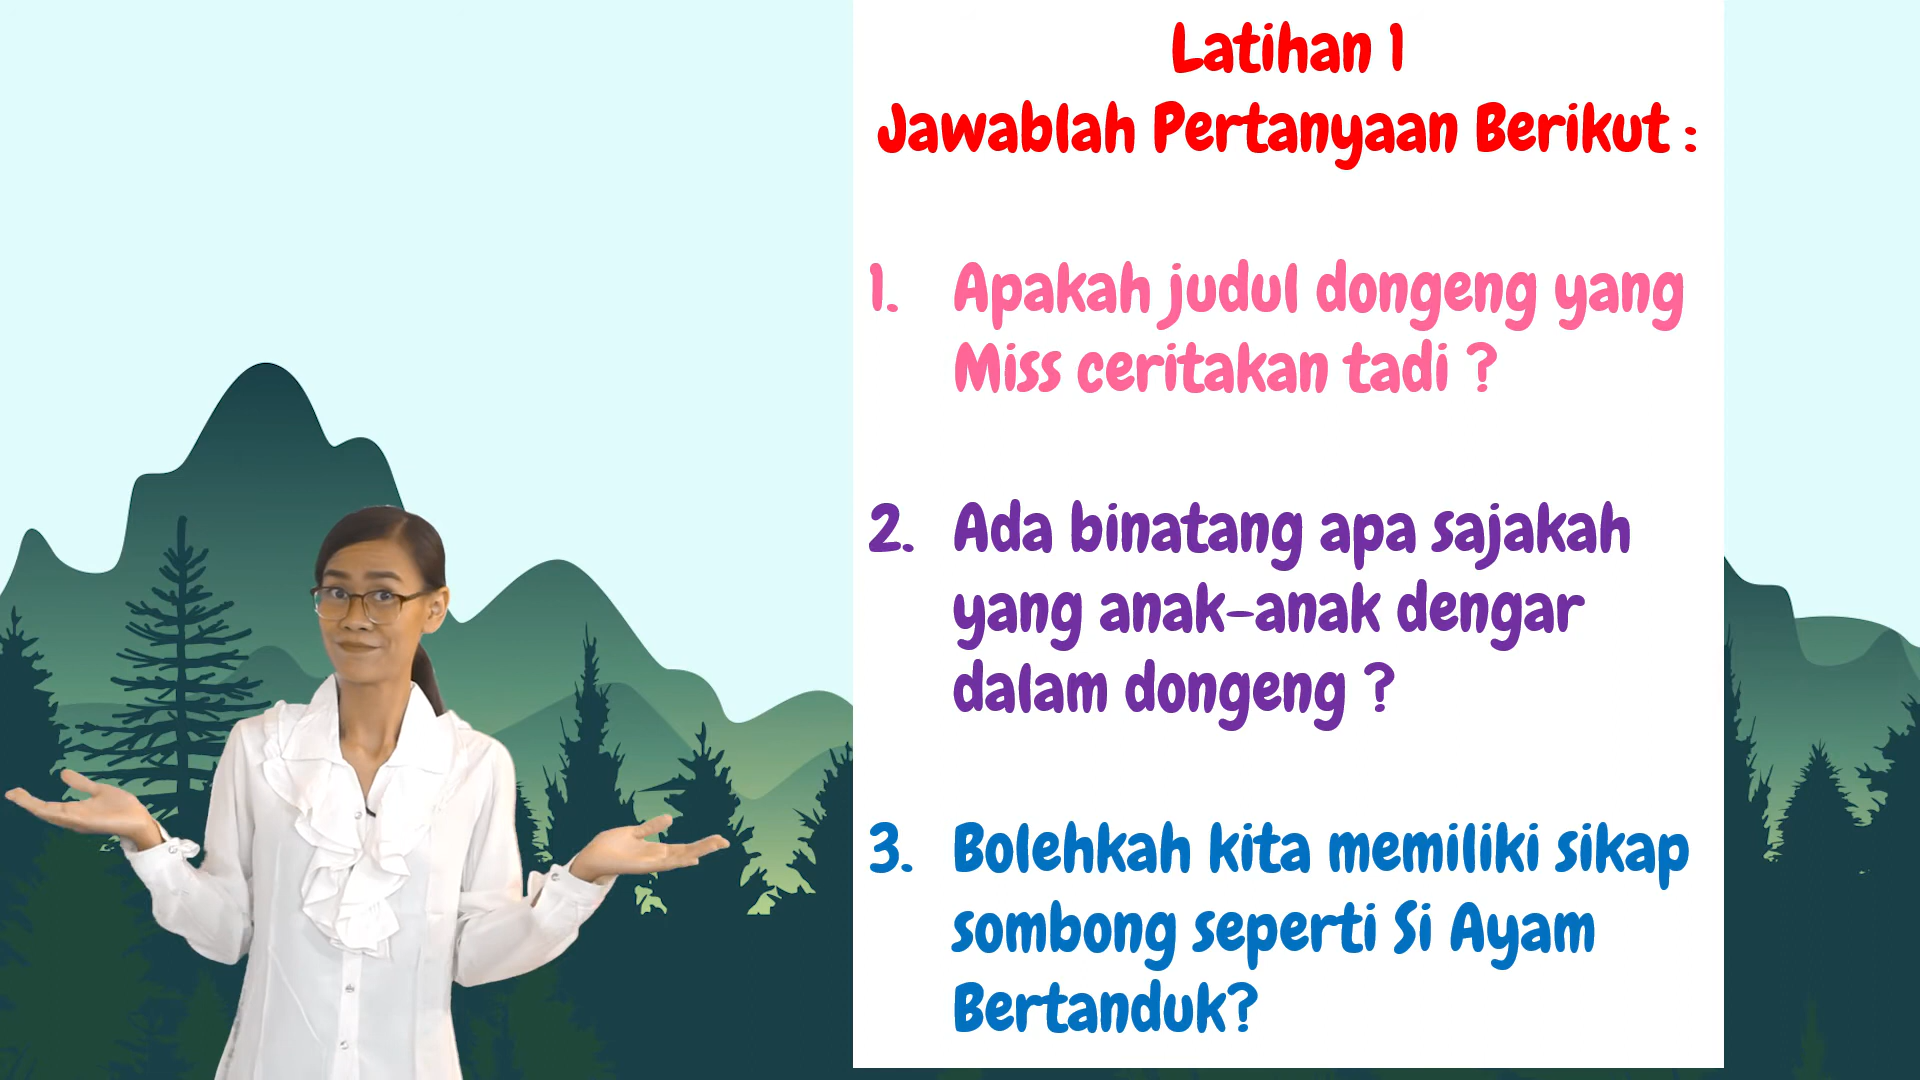 Latihan 1
Jawablah Pertanyaan Berikut :
1. Apakah judul dongeng yang
Miss ceritakan tadi ?
2. Ada binatang apa sajakah
yang anak-anak dengar
dalam dongeng ?
3. Bolehkah kita memiliki sikap
sombong seperti Si Ayam
Bertanduk?